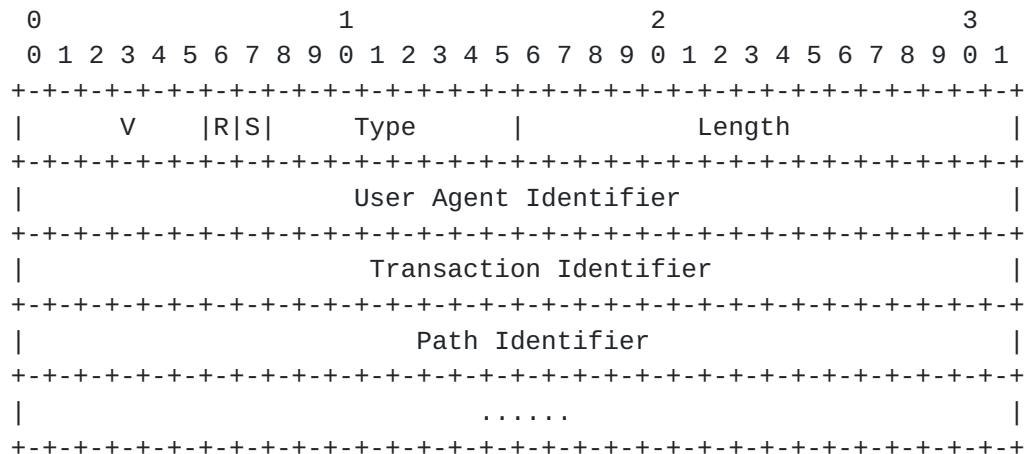 0                   1                   2                   3
 0 1 2 3 4 5 6 7 8 9 0 1 2 3 4 5 6 7 8 9 0 1 2 3 4 5 6 7 8 9 0 1
+-+-+-+-+-+-+-+-+-+-+-+-+-+-+-+-+-+-+-+-+-+-+-+-+-+-+-+-+-+-+-+-+
|      V    |R|S|     Type      |           Length              |
+-+-+-+-+-+-+-+-+-+-+-+-+-+-+-+-+-+-+-+-+-+-+-+-+-+-+-+-+-+-+-+-+
|                     User Agent Identifier                     |
+-+-+-+-+-+-+-+-+-+-+-+-+-+-+-+-+-+-+-+-+-+-+-+-+-+-+-+-+-+-+-+-+
|                      Transaction Identifier                   |
+-+-+-+-+-+-+-+-+-+-+-+-+-+-+-+-+-+-+-+-+-+-+-+-+-+-+-+-+-+-+-+-+
|                         Path Identifier                       |
+-+-+-+-+-+-+-+-+-+-+-+-+-+-+-+-+-+-+-+-+-+-+-+-+-+-+-+-+-+-+-+-+
|                             ......                            |
+-+-+-+-+-+-+-+-+-+-+-+-+-+-+-+-+-+-+-+-+-+-+-+-+-+-+-+-+-+-+-+-+